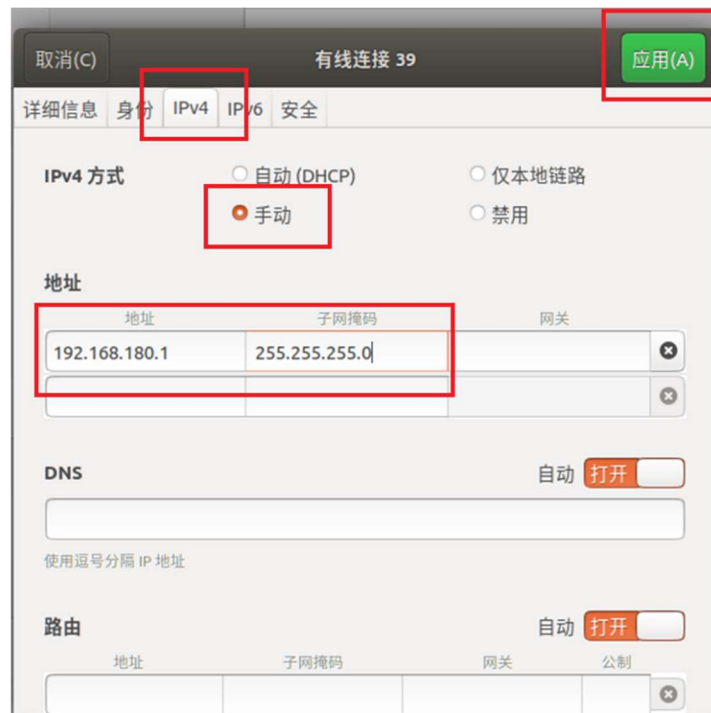 取消(C) 有线连接 39 应用(A)
详细信息 身份 IPv4 IPv6 安全
IPv4 方式 自动 (DHCP) 仅本地链路
手动 禁用
地址
地址 子网掩码 网关
192.168.180.1 255.255.255.0
DNS 自动 打开
使用逗号分隔 IP 地址
路由 自动 打开
地址 子网掩码 网关 公制